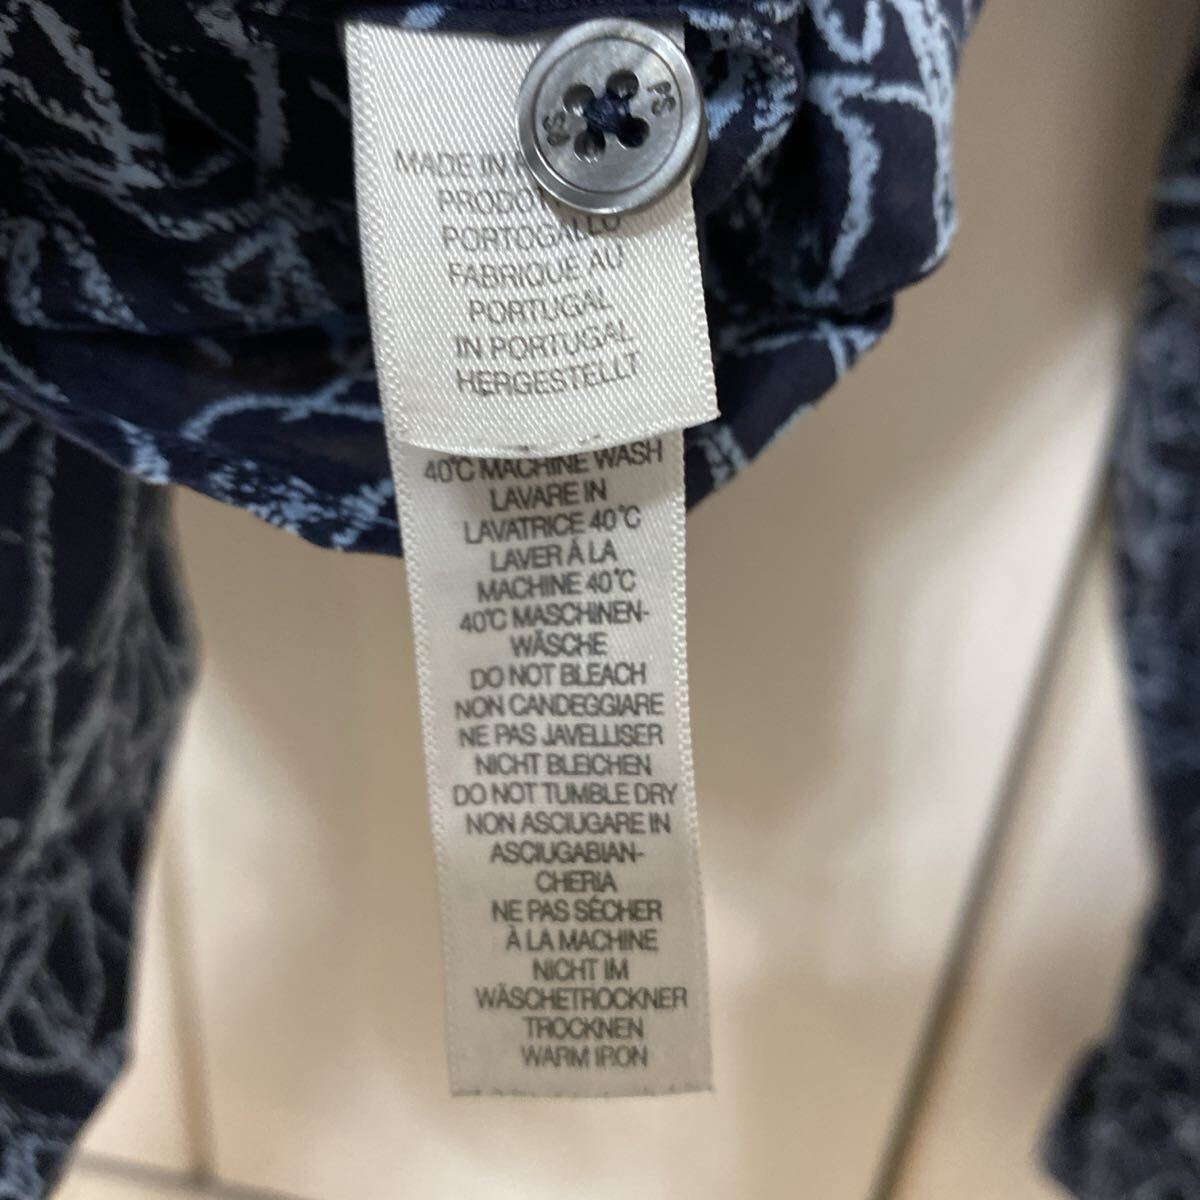 MADE IN
PORTOGALLO
FABRIQUE AU
PORTUGAL
IN PORTUGAL
HERGESTELLT
40°C MACHINE WASH
LAVARE IN
LAVATRICE 40°C
LAVER À LA
MACHINE 40°C
40°C MASCHINEN-
WÄSCHE
DO NOT BLEACH
NON CANDEGGIARE
NE PAS JAVELLISER
NICHT BLEICHEN
DO NOT TUMBLE DRY
NON ASCIUGARE IN
ASCIUGABIAN-
CHERIA
NE PAS SÉCHER
À LA MACHINE
NICHT IM
WÄSCHETROCKNER
TROCKNEN
WARM IRON